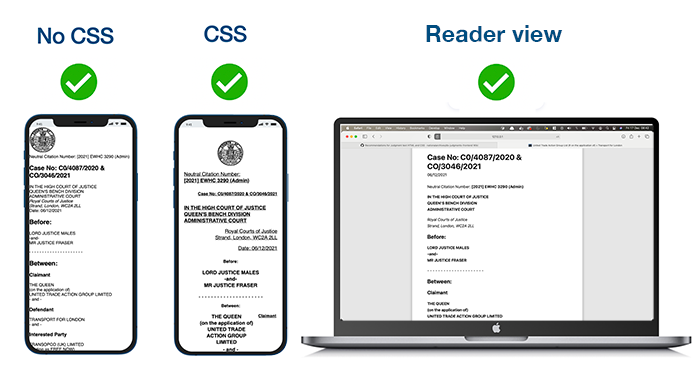 No CSS
CSS
Reader view
Neutral Citation Number: [2021] EWHC 3290 (Admin)
Case No: C0/4087/2020 &
CO/3046/2021
IN THE HIGH COURT OF JUSTICE
QUEEN'S BENCH DIVISION
ADMINISTRATIVE COURT
Royal Courts of Justice
Strand, London, WC2A 2LL
Date: 06/12/2021
Before:
LORD JUSTICE MALES
-and-
MR JUSTICE FRASER
- - - - - - - - - - - - - - - - - - - - -
Between:
Claimant
THE QUEEN
(on the application of)
UNITED TRADE ACTION GROUP LIMITED
- and -
Defendant
TRANSPORT FOR LONDON
- and -
Interested Party
TRANSOPCO (UK) LIMITED
Neutral Citation Number:
[2021] EWHC 3290 (Admin)
Case No: C0/4087/2020 & CO/3046/2021
IN THE HIGH COURT OF JUSTICE
QUEEN'S BENCH DIVISION
ADMINISTRATIVE COURT
Royal Courts of Justice
Strand, London, WC2A 2LL
Date: 06/12/2021
Before:
LORD JUSTICE MALES
-and-
MR JUSTICE FRASER
- - - - - - - - - - - - - - - - - - - - -
Between:
THE QUEEN Claimant
(on the application of)
UNITED TRADE
ACTION GROUP
LIMITED
- and -
Safari File Edit View History Bookmarks Develop Window Help
Case No: C0/4087/2020 &
CO/3046/2021
06/12/2021
Neutral Citation Number: [2021] EWHC 3290 (Admin)
IN THE HIGH COURT OF JUSTICE
QUEEN'S BENCH DIVISION
ADMINISTRATIVE COURT
Royal Courts of Justice
Strand, London, WC2A 2LL
Before:
LORD JUSTICE MALES
-and-
MR JUSTICE FRASER
- - - - - - - - - - - - - - - - - - - - -
Between:
Claimant
THE QUEEN
(on the application of)
UNITED TRADE ACTION GROUP LIMITED